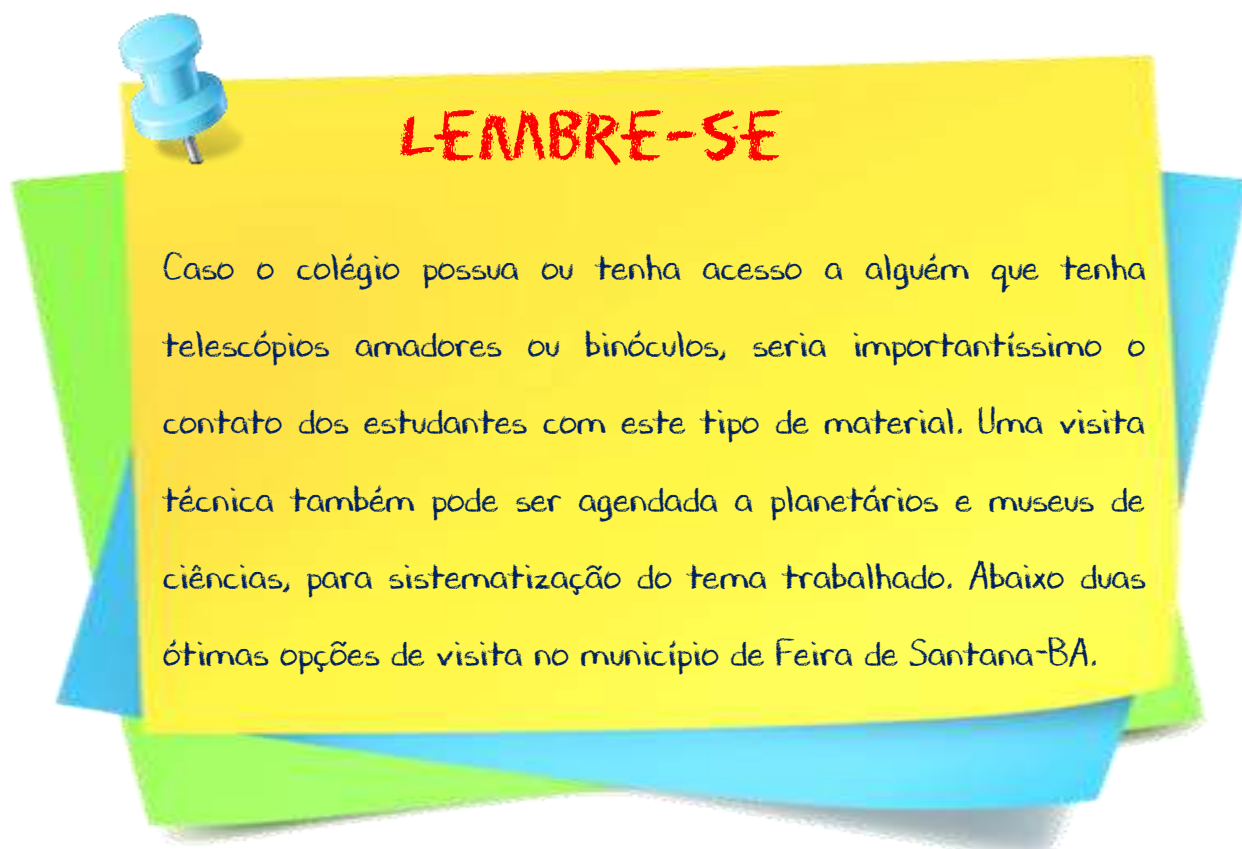 LEMBRE-SE
Caso o colégio possua ou tenha acesso a alguém que tenha
telescópios amadores ou binóculos, seria importantíssimo o
contato dos estudantes com este tipo de material. Uma visita
técnica também pode ser agendada a planetários e museus de
ciências, para sistematização do tema trabalhado. Abaixo duas
ótimas opções de visita no município de Feira de Santana-BA.